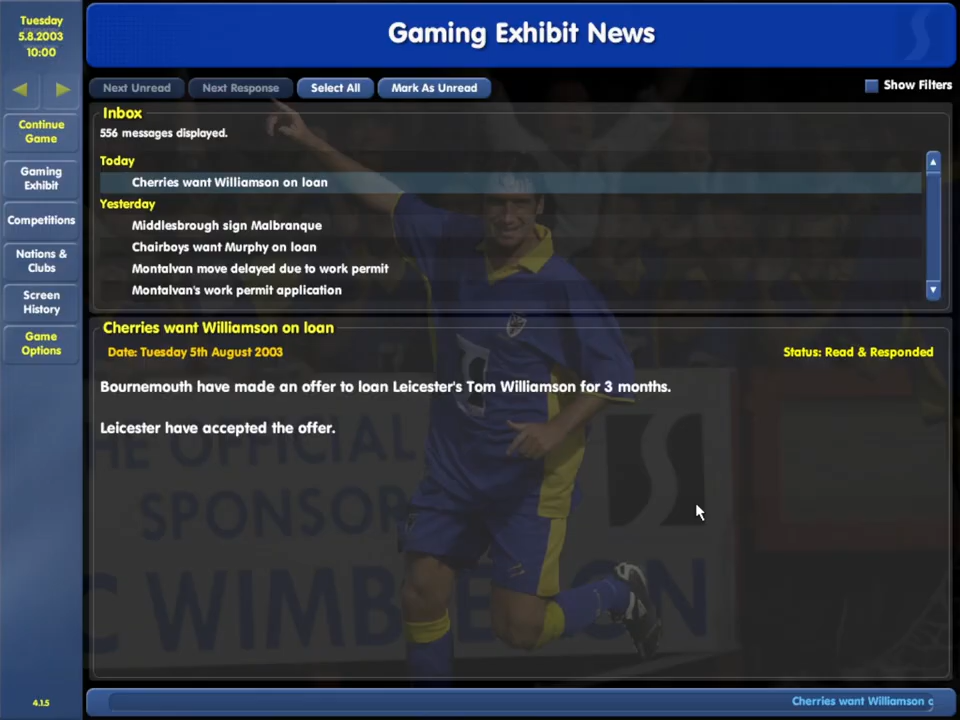 Tuesday
5.8.2003
10:00
Gaming Exhibit News
Next Unread
Next Response
Select All
Mark As Unread
Show Filters
Continue
Game
Gaming
Exhibit
Competitions
Nations &
Clubs
Screen
History
Game
Options
Inbox
556 messages displayed.
Today
Cherries want Williamson on loan
Yesterday
Middlesbrough sign Malbranque
Chairboys want Murphy on loan
Montalvan move delayed due to work permit
Montalvan's work permit application
Cherries want Williamson on loan
Date: Tuesday 5th August 2003
Status: Read & Responded
Bournemouth have made an offer to loan Leicester's Tom Williamson for 3 months.
Leicester have accepted the offer.
HE OFFICIAL
SPONSOR
C WIMB
ON
4.1.5
Cherries want Williamson